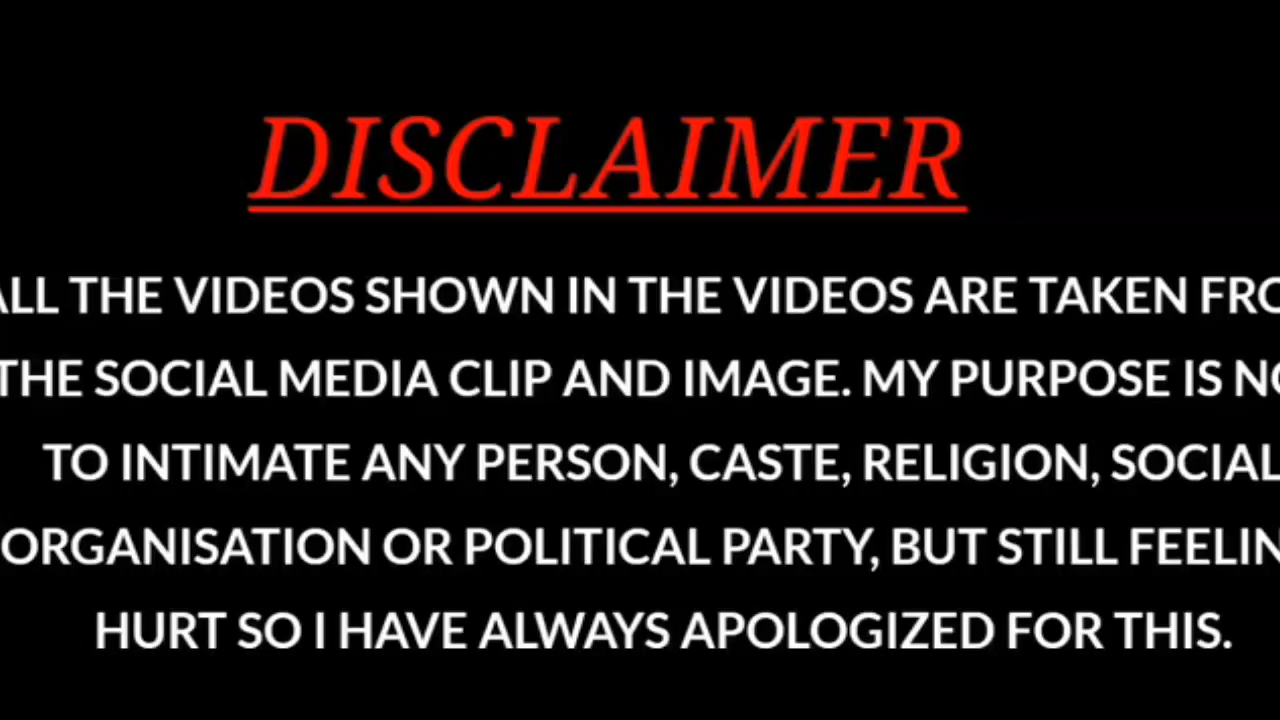 DISCLAIMER
ALL THE VIDEOS SHOWN IN THE VIDEOS ARE TAKEN FRO
THE SOCIAL MEDIA CLIP AND IMAGE. MY PURPOSE IS NO
TO INTIMATE ANY PERSON, CASTE, RELIGION, SOCIAL
ORGANISATION OR POLITICAL PARTY, BUT STILL FEELIN
HURT SO I HAVE ALWAYS APOLOGIZED FOR THIS.